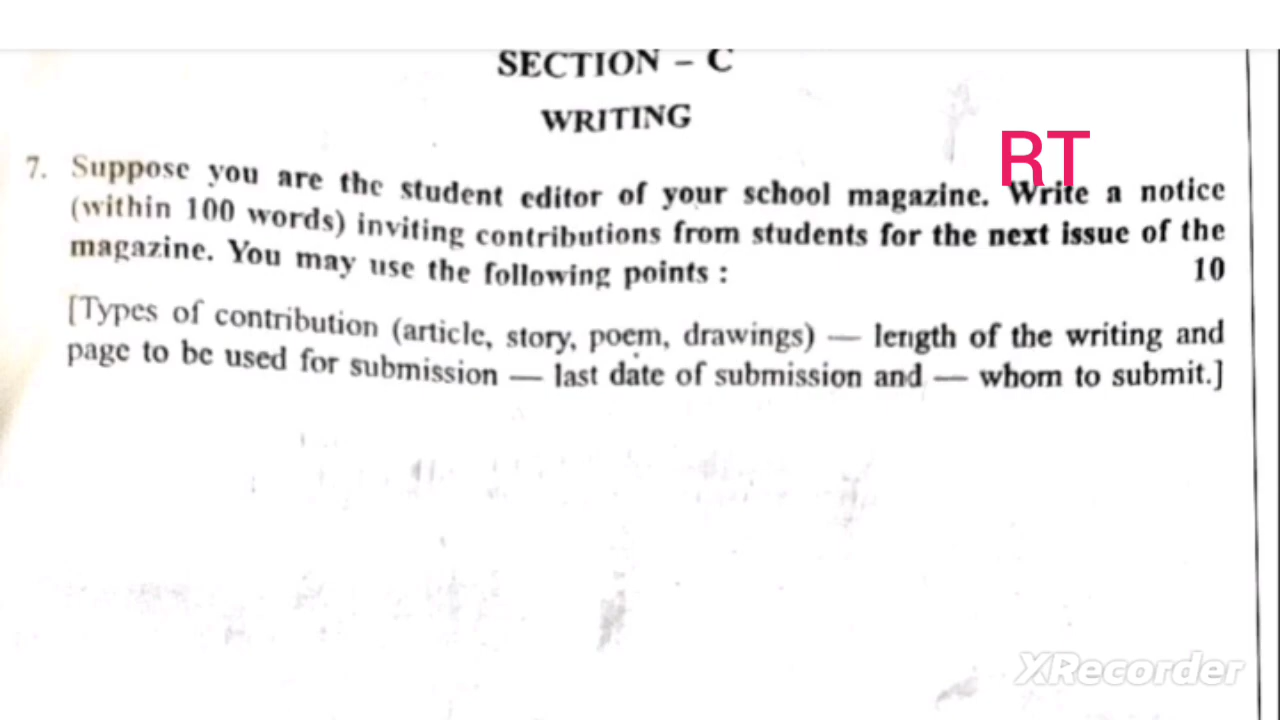 SECTION – C
WRITING
RT
7. Suppose you are the student editor of your school magazine. Write a notice
(within 100 words) inviting contributions from students for the next issue of the
magazine. You may use the following points : 10
[Types of contribution (article, story, poem, drawings) — length of the writing and
page to be used for submission — last date of submission and — whom to submit.]
XRecorder